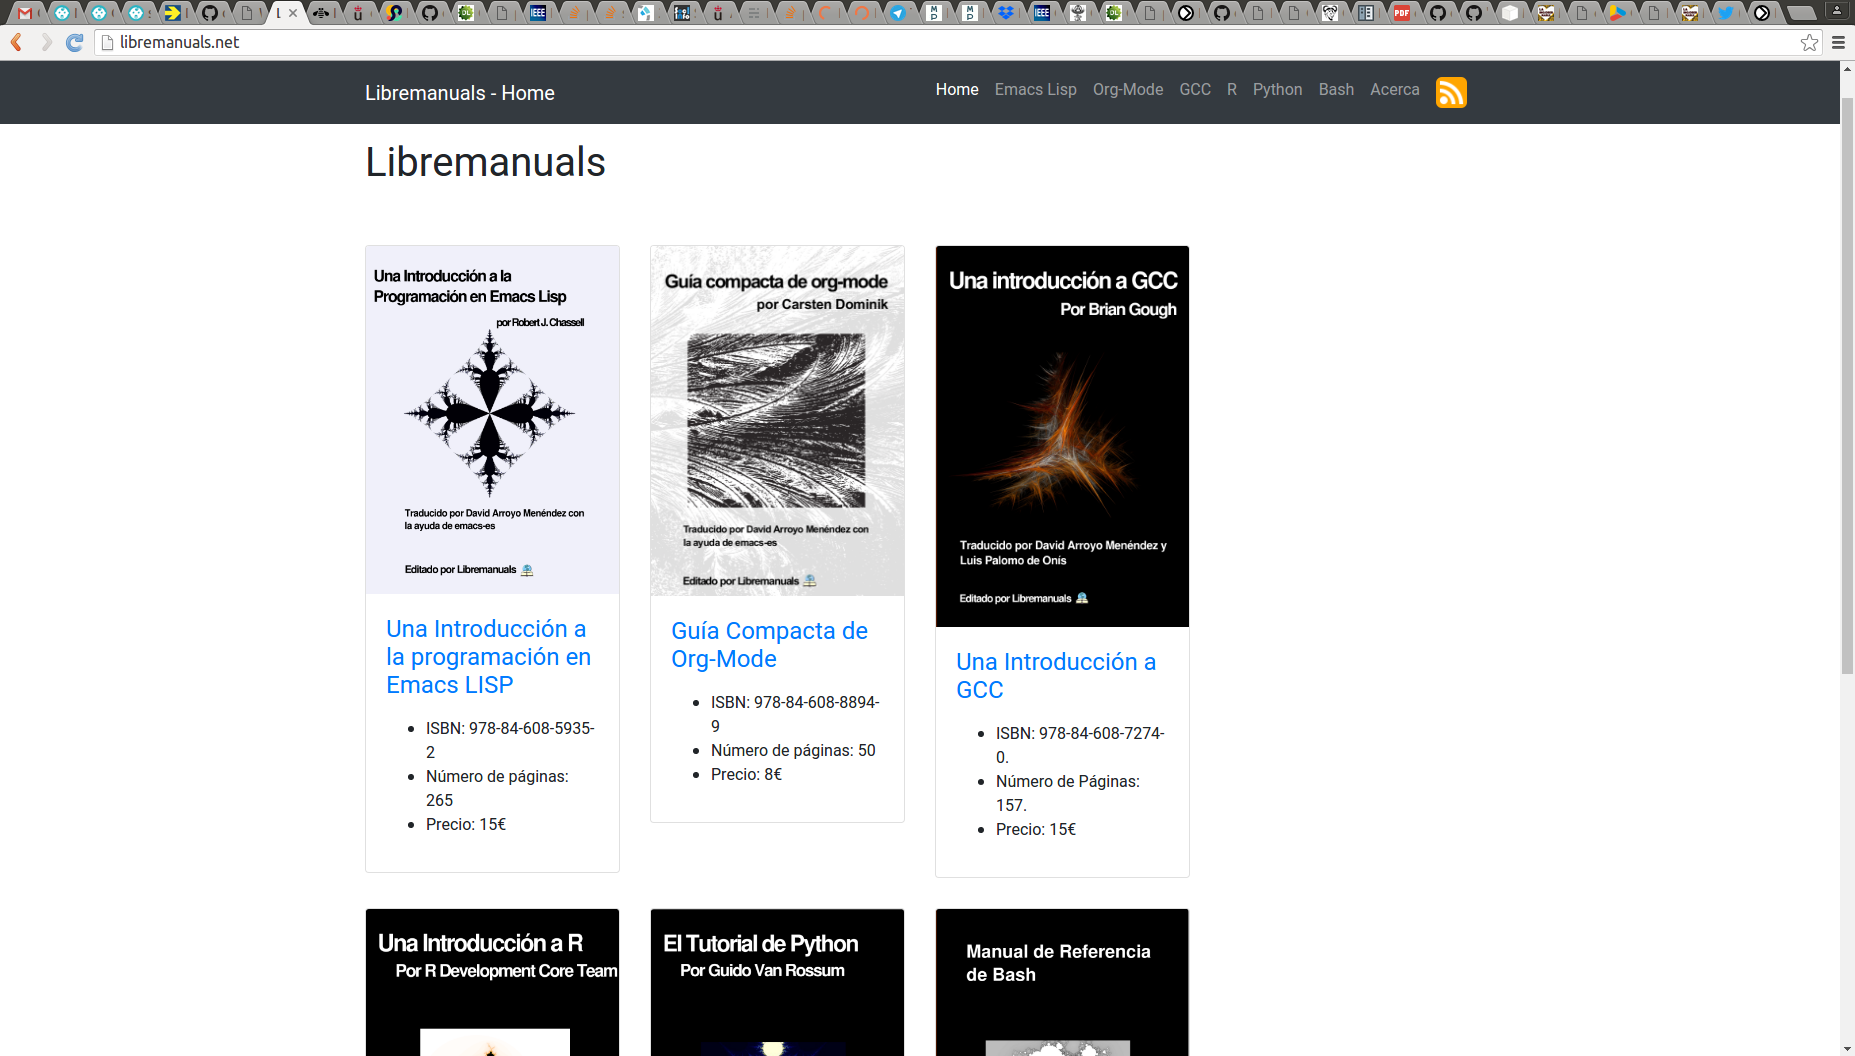 libremanuals.net
Libremanuals - Home
Home Emacs Lisp Org-Mode GCC R Python Bash Acerca
Libremanuals
Una Introducción a la
Programación en Emacs Lisp
por Robert J. Chassell
Traducido por David Arroyo Menéndez con
la ayuda de emacs-es
Editado por Libremanuals
Una Introducción a
la programación en
Emacs LISP
ISBN: 978-84-608-5935-
2
Número de páginas:
265
Precio: 15€
Guía compacta de org-mode
por Carsten Dominik
Traducido por David Arroyo Menéndez con
la ayuda de emacs-es
Editado por Libremanuals
Guía Compacta de
Org-Mode
ISBN: 978-84-608-8894-
9
Número de páginas: 50
Precio: 8€
Una introducción a GCC
Por Brian Gough
Traducido por David Arroyo Menéndez y
Luis Palomo de Onís
Editado por Libremanuals
Una Introducción a
GCC
ISBN: 978-84-608-7274-
0.
Número de Páginas:
157.
Precio: 15€
Una Introducción a R
Por R Development Core Team
El Tutorial de Python
Por Guido Van Rossum
Manual de Referencia
de Bash